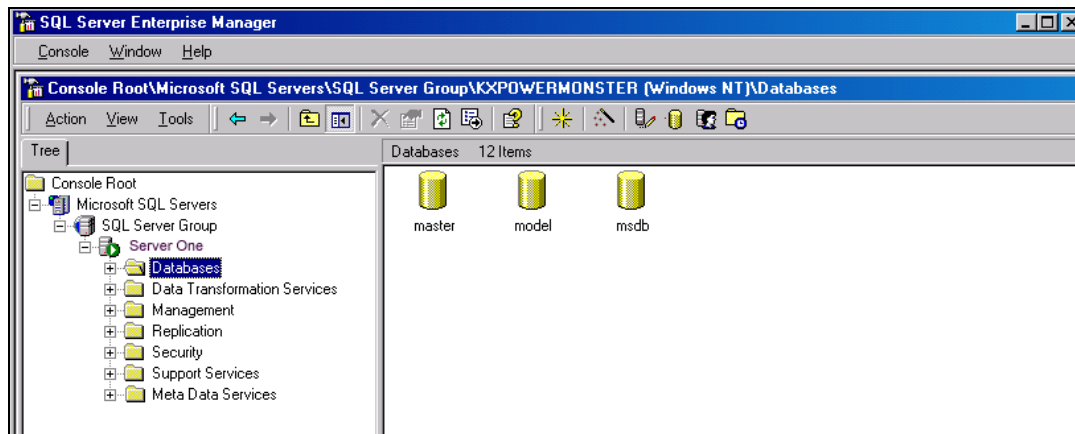 SQL Server Enterprise Manager
Console Window Help
Console Root\Microsoft SQL Servers\SQL Server Group\KXPOWERMONSTER (Windows NT)\Databases
Action View Tools
Tree
Databases 12 Items
Console Root
Microsoft SQL Servers
SQL Server Group
Server One
Databases
Data Transformation Services
Management
Replication
Security
Support Services
Meta Data Services
master model msdb